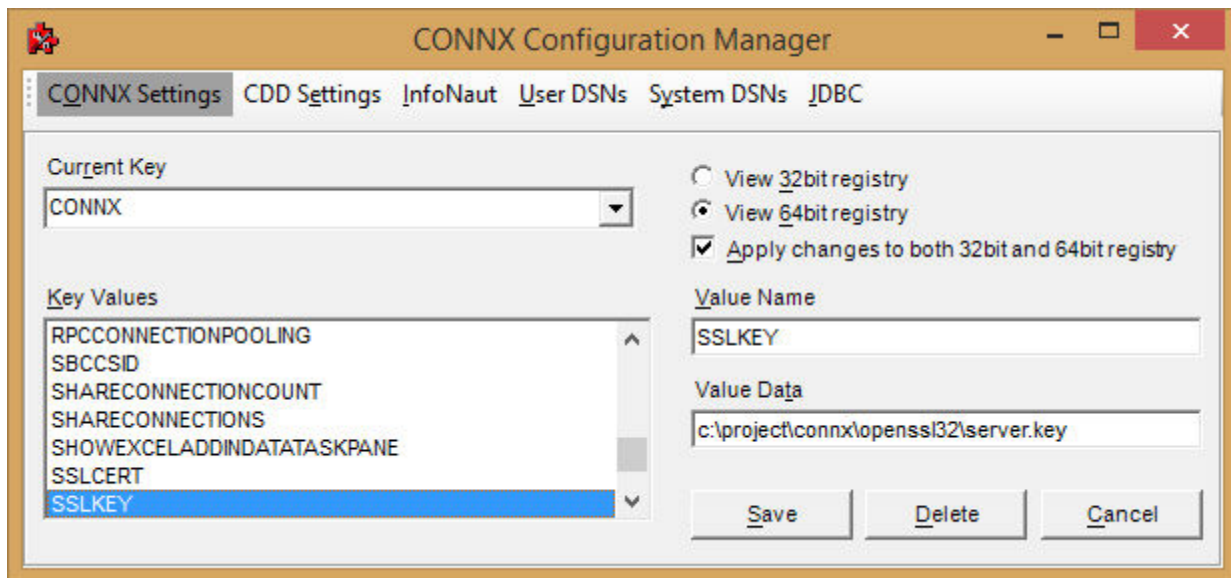 CONNX Configuration Manager
CONNX Settings CDD Settings InfoNaut User DSNs System DSNs JDBC
Current Key
CONNX
View 32bit registry
View 64bit registry
Apply changes to both 32bit and 64bit registry
Key Values
RPCCONNECTIONPOOLING
SBCCSID
SHARECONNECTIONCOUNT
SHARECONNECTIONS
SHOWEXCELADDINDATATASKPANE
SSLCERT
SSLKEY
Value Name
SSLKEY
Value Data
c:\project\connx\openssl32\server.key
Save Delete Cancel